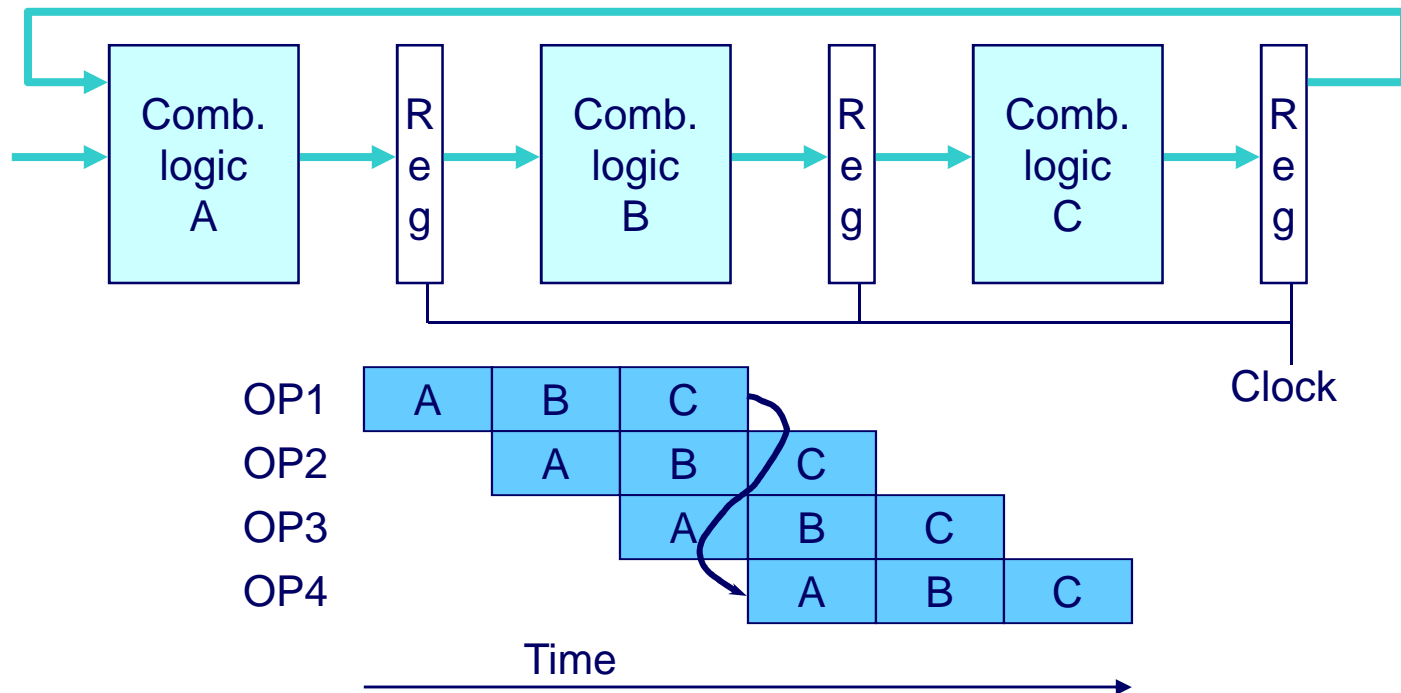 Comb.
logic
A
R
e
g
Comb.
logic
B
R
e
g
Comb.
logic
C
R
e
g
Clock
OP1 A B C
OP2 A B C
OP3 A B C
OP4 A B C
Time